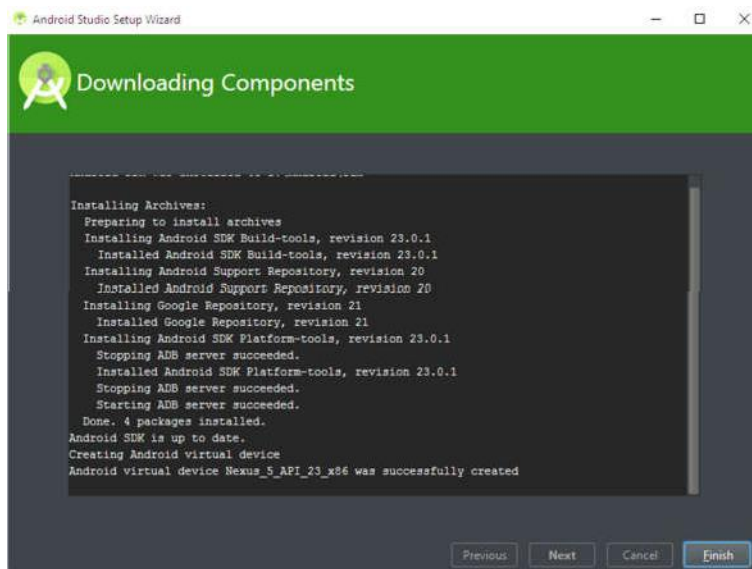 Android Studio Setup Wizard
Downloading Components
Installing Archives:
Preparing to install archives
Installing Android SDK Build-tools, revision 23.0.1
Installed Android SDK Build-tools, revision 23.0.1
Installing Android Support Repository, revision 20
Installed Android Support Repository, revision 20
Installing Google Repository, revision 21
Installed Google Repository, revision 21
Installing Android SDK Platform-tools, revision 23.0.1
Stopping ADB server succeeded.
Installed Android SDK Platform-tools, revision 23.0.1
Stopping ADB server succeeded.
Starting ADB server succeeded.
Done. 4 packages installed.
Android SDK is up to date.
Creating Android virtual device
Android virtual device Nexus_5_API_23_x86 was successfully created
Previous Next Cancel Finish